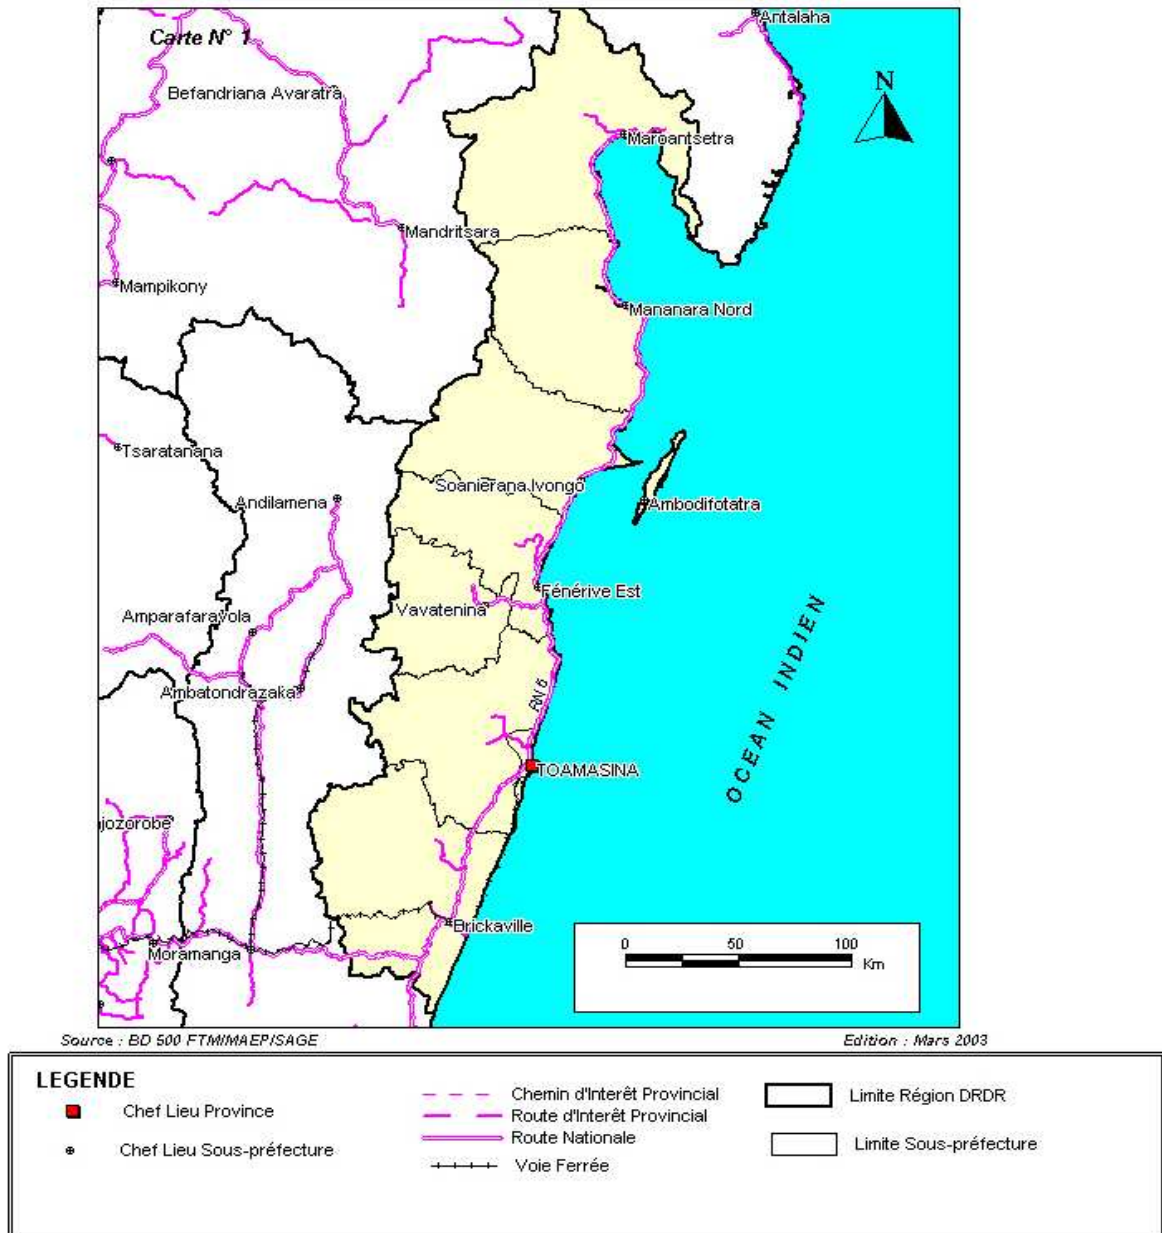 Carte N° 1
Antalaha
N
Befandriana Avaratra
Maroantsetra
Mandritsara
Mampikony
Mananara Nord
Tsaratanana
Soanierana Ivongo
Andilamena
Ambodifotatra
Fénérive Est
Vavatenina
Amparafaravola
OCEAN INDIEN
Ambatondrazaka
RN 5
TOAMASINA
jozorobe
Brickaville
Moramanga
0 50 100
Km
Source : BD 500 FTM/MAEP/SAGE
Edition : Mars 2003
LEGENDE
Chef Lieu Province
Chef Lieu Sous-préfecture
Chemin d'Interêt Provincial
Route d'Interêt Provincial
Route Nationale
Voie Ferrée
Limite Région DRDR
Limite Sous-préfecture